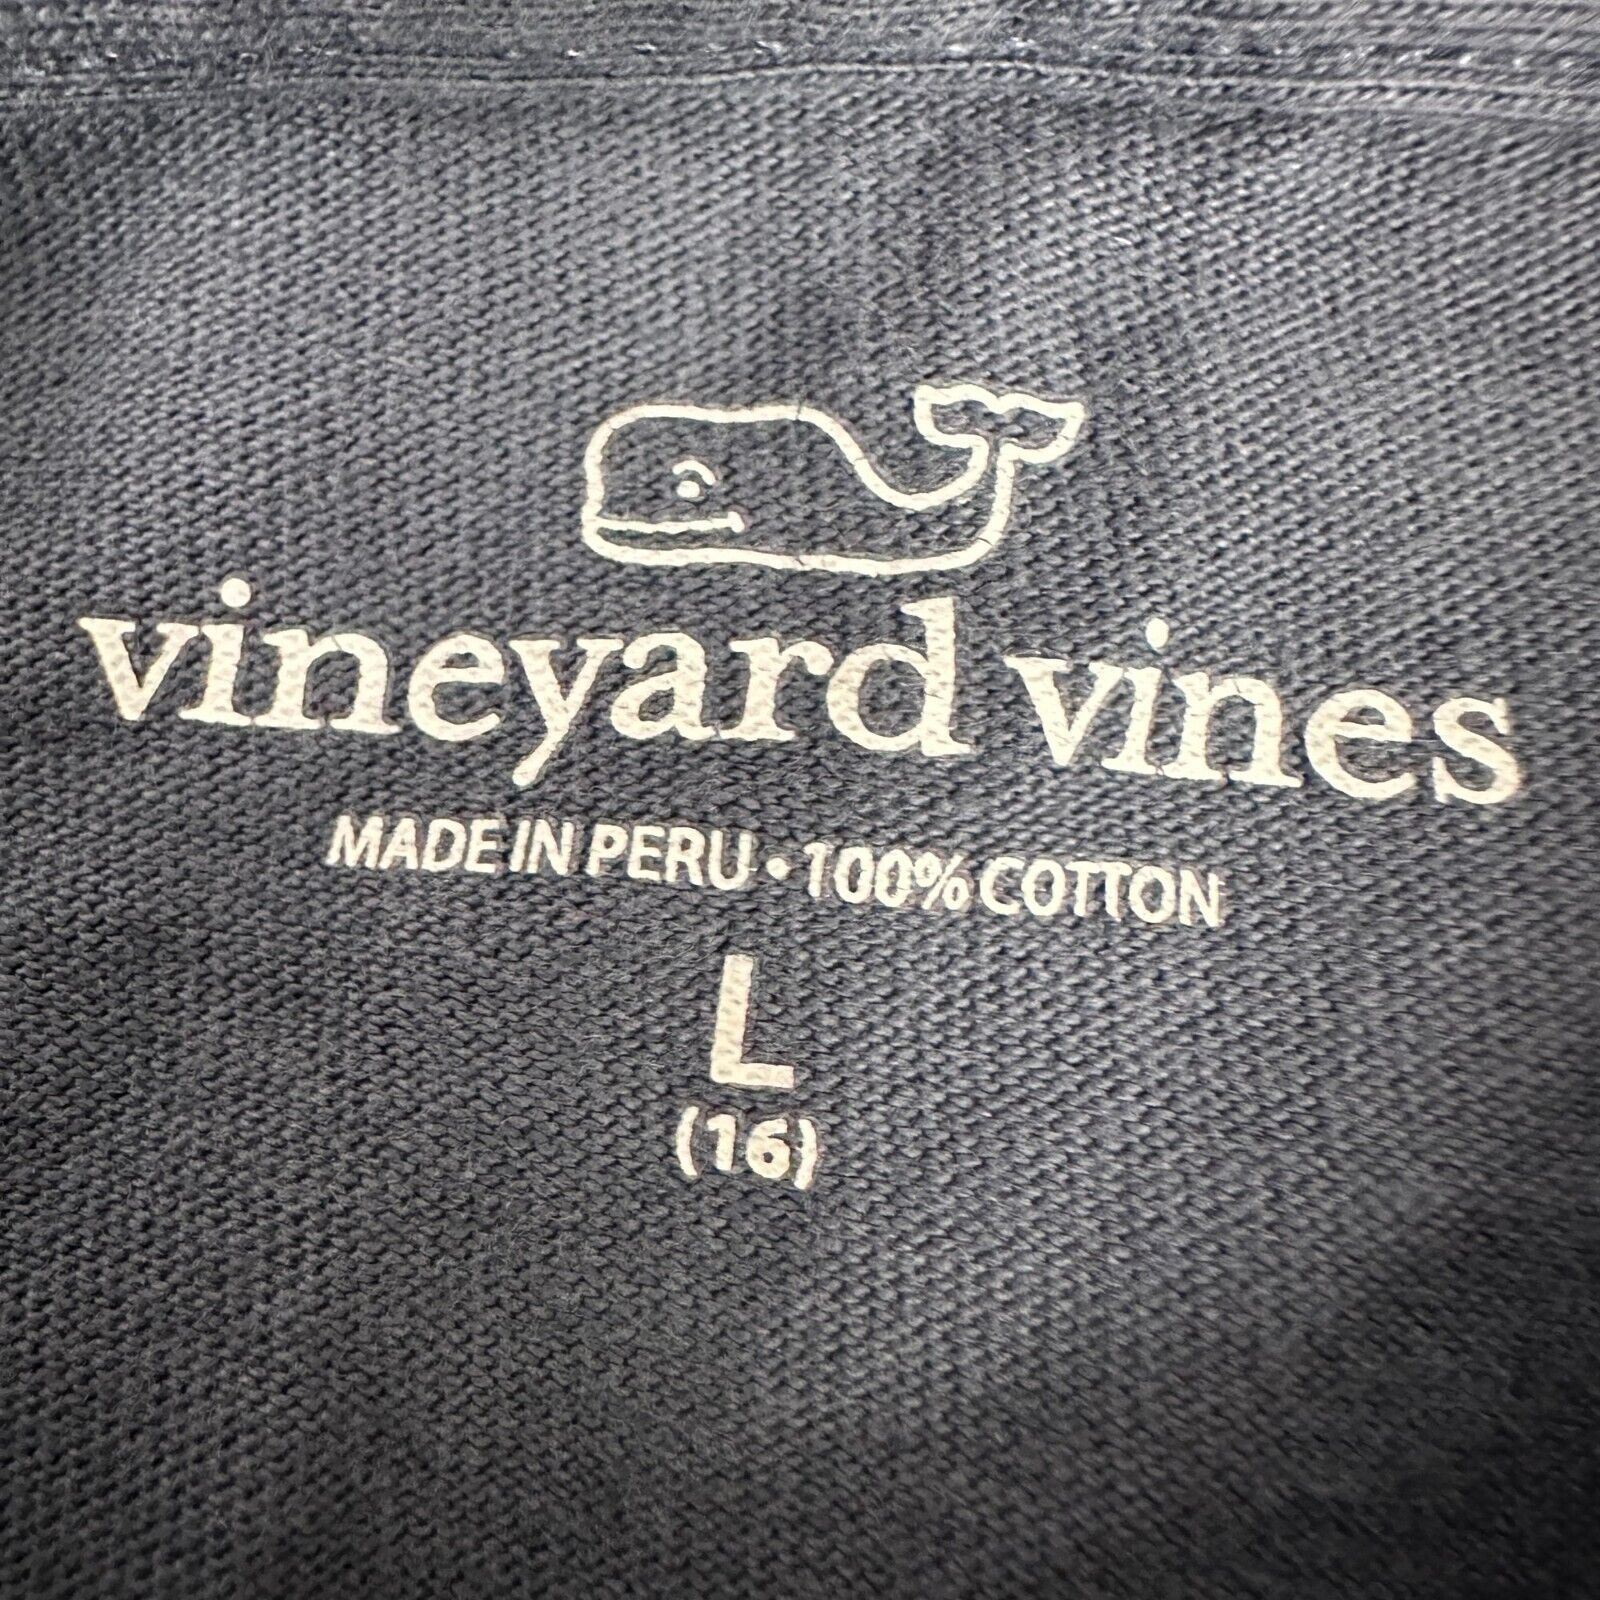 vineyard vines
MADE IN PERU • 100% COTTON
L
(16)